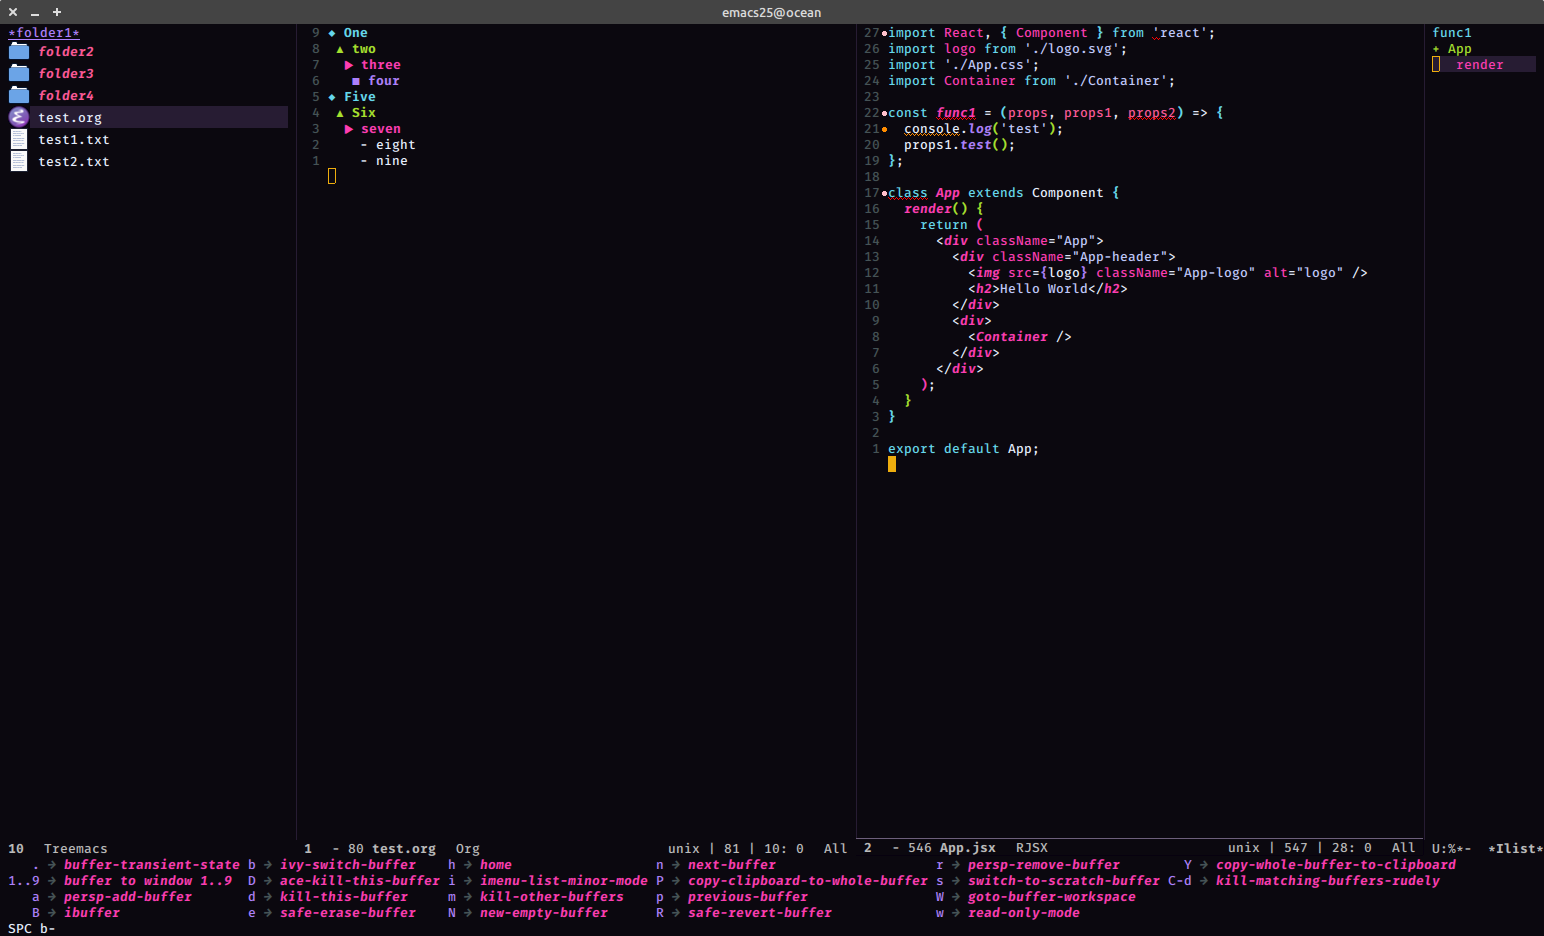 emacs25@ocean
*folder1*
folder2
folder3
folder4
test.org
test1.txt
test2.txt
9 ◆ One
8 ▲ two
7 ▶ three
6 ■ four
5 ◆ Five
4 ▲ Six
3 ▶ seven
2 - eight
1 - nine
27 import React, { Component } from 'react';
26 import logo from './logo.svg';
25 import './App.css';
24 import Container from './Container';
23
22 const func1 = (props, props1, props2) => {
21 console.log('test');
20 props1.test();
19 };
18
17 class App extends Component {
16 render() {
15 return (
14 <div className="App">
13 <div className="App-header">
12 <img src={logo} className="App-logo" alt="logo" />
11 <h2>Hello World</h2>
10 </div>
9 <div>
8 <Container />
7 </div>
6 </div>
5 );
4 }
3 }
2
1 export default App;
func1
+ App
render
10 Treemacs
1 - 80 test.org Org unix | 81 | 10: 0 All
2 - 546 App.jsx RJSX unix | 547 | 28: 0 All
U:%*- *Ilist*
. → buffer-transient-state b → ivy-switch-buffer h → home n → next-buffer r → persp-remove-buffer Y → copy-whole-buffer-to-clipboard
1..9 → buffer to window 1..9 D → ace-kill-this-buffer i → imenu-list-minor-mode P → copy-clipboard-to-whole-buffer s → switch-to-scratch-buffer C-d → kill-matching-buffers-rudely
a → persp-add-buffer d → kill-this-buffer m → kill-other-buffers p → previous-buffer W → goto-buffer-workspace
B → ibuffer e → safe-erase-buffer N → new-empty-buffer R → safe-revert-buffer w → read-only-mode
SPC b-